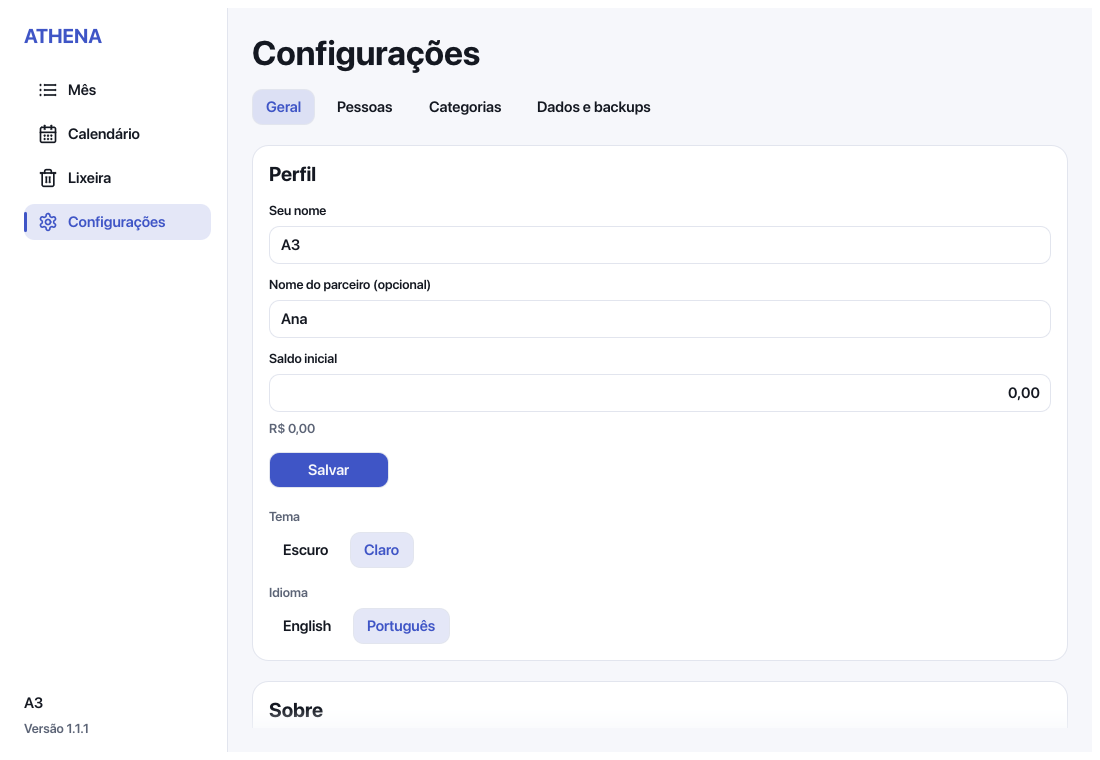 ATHENA
Mês
Calendário
Lixeira
Configurações
A3
Versão 1.1.1
Configurações
Geral Pessoas Categorias Dados e backups
Perfil
Seu nome
A3
Nome do parceiro (opcional)
Ana
Saldo inicial
0,00
R$ 0,00
Salvar
Tema
Escuro Claro
Idioma
English Português
Sobre